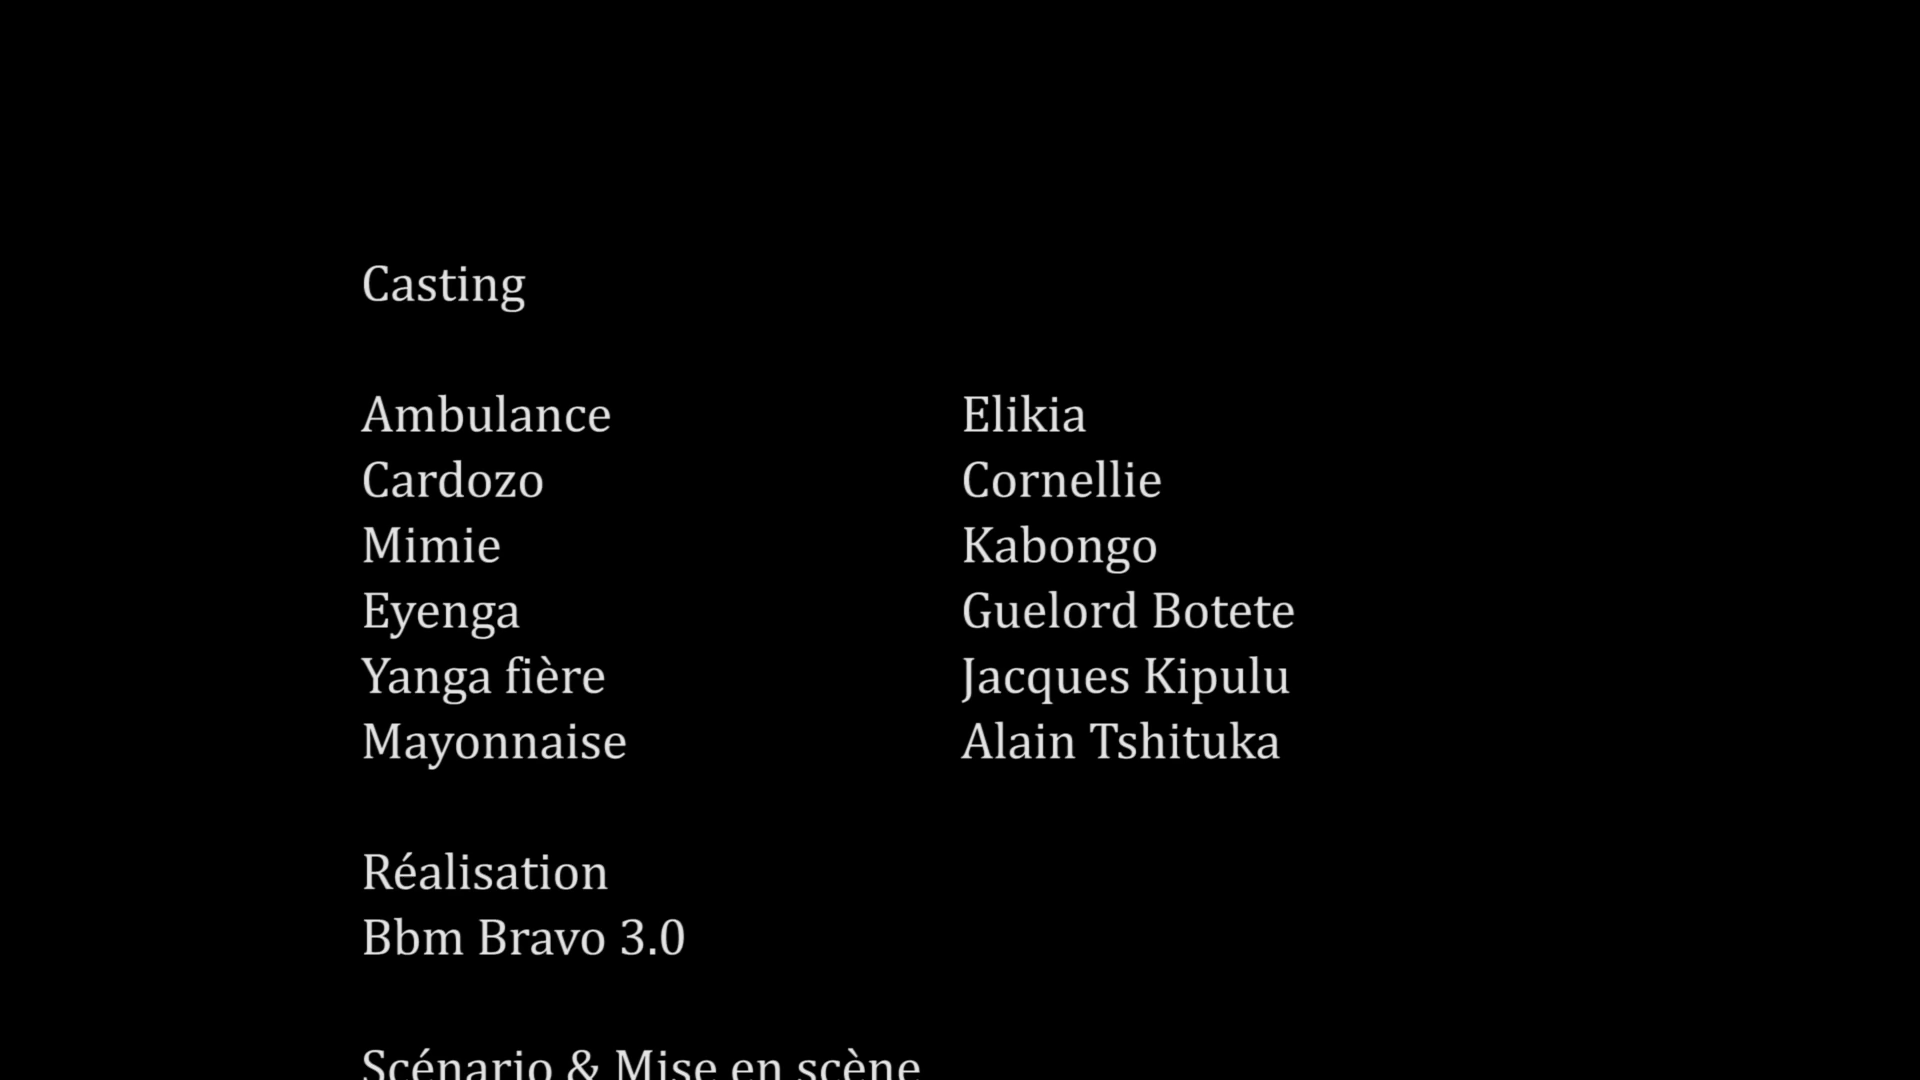 Casting
Ambulance Elikia
Cardozo Cornellie
Mimie Kabongo
Eyenga Guelord Botete
Yanga fière Jacques Kipulu
Mayonnaise Alain Tshituka
Réalisation
Bbm Bravo 3.0
Scénario & Mise en scène